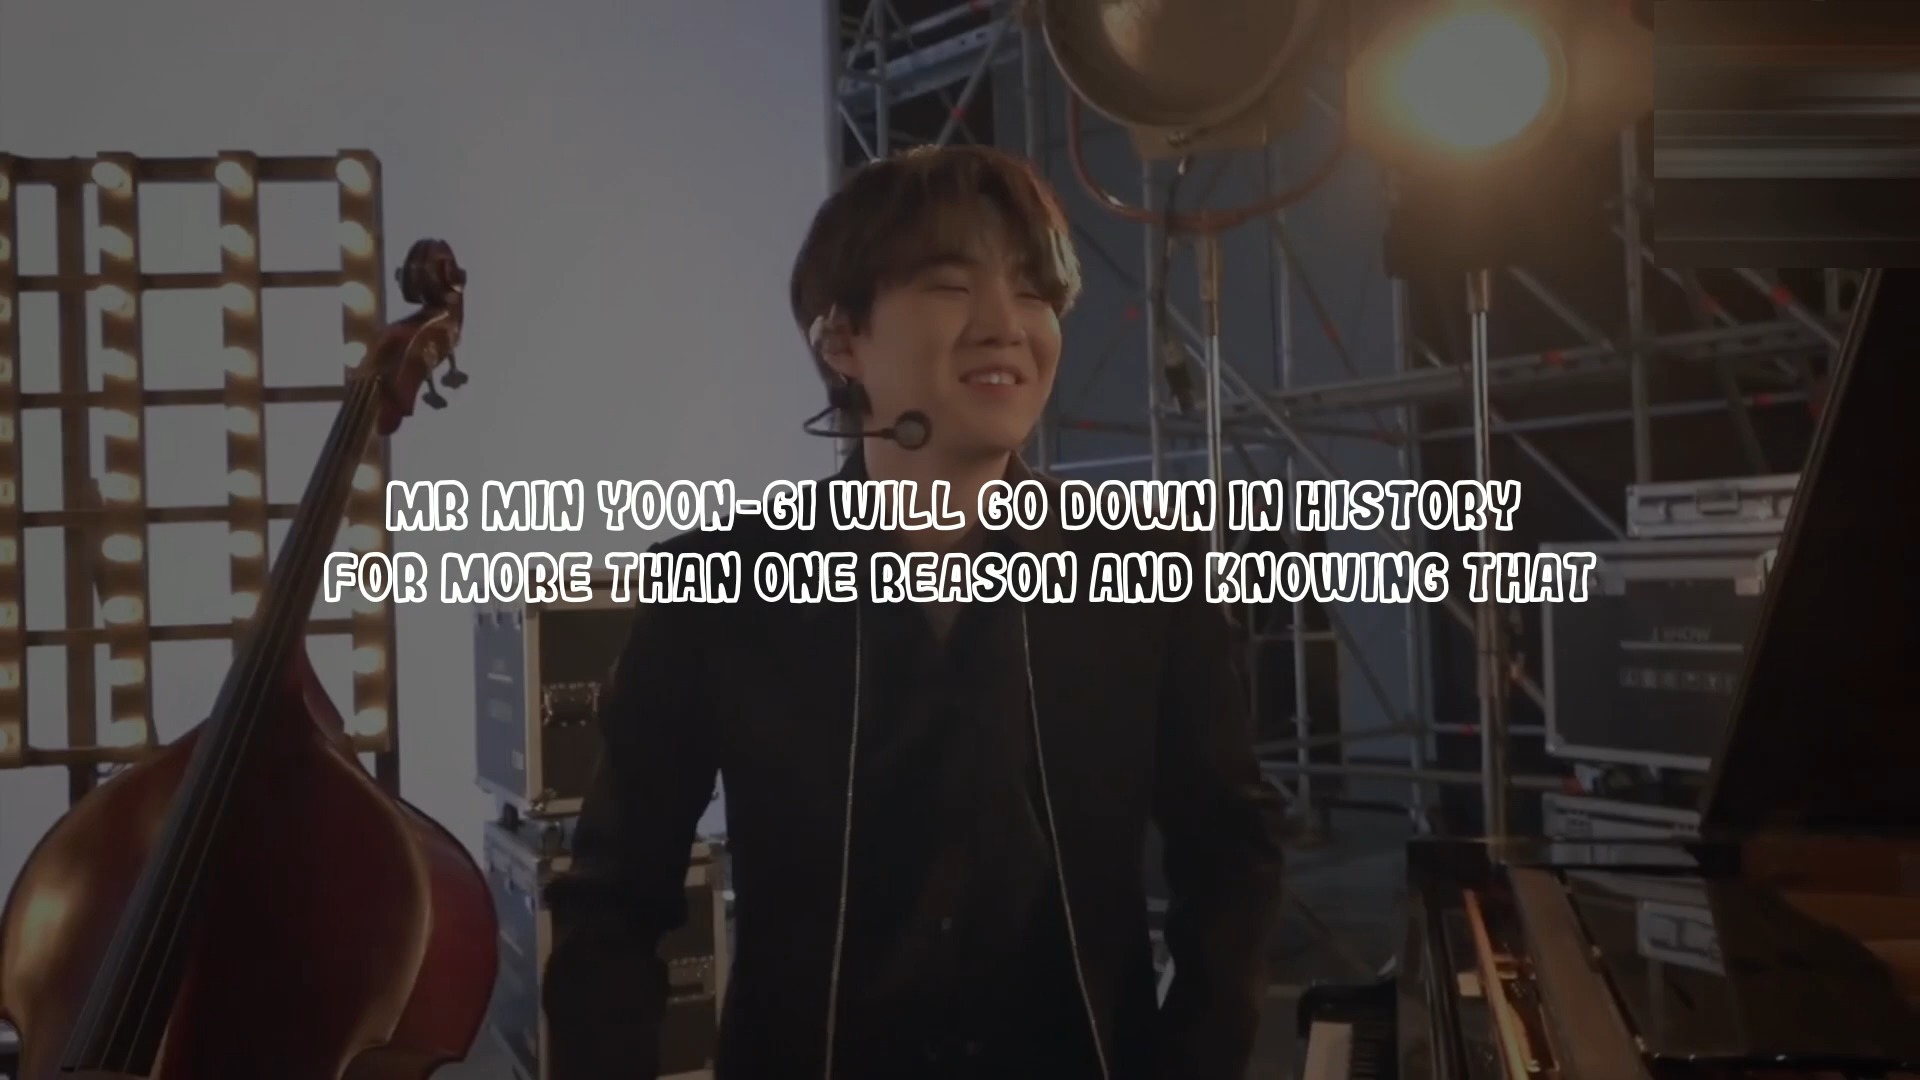 MR MIN YOON-GI WILL GO DOWN IN HISTORY
FOR MORE THAN ONE REASON AND KNOWING THAT